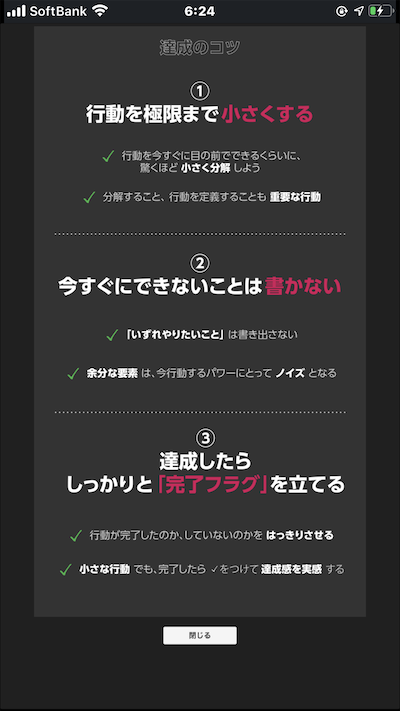 SoftBank 6:24
達成のコツ
①
行動を極限まで小さくする
✓ 行動を今すぐに目の前でできるくらいに、
驚くほど 小さく分解 しよう
✓ 分解すること、行動を定義することも 重要な行動
②
今すぐにできないことは書かない
✓ 「いずれやりたいこと」 は書き出さない
✓ 余分な要素 は、今行動するパワーにとって ノイズ となる
③
達成したら
しっかりと「完了フラグ」を立てる
✓ 行動が完了したのか、していないのかを はっきりさせる
✓ 小さな行動 でも、完了したら ✓をつけて 達成感を実感 する
閉じる